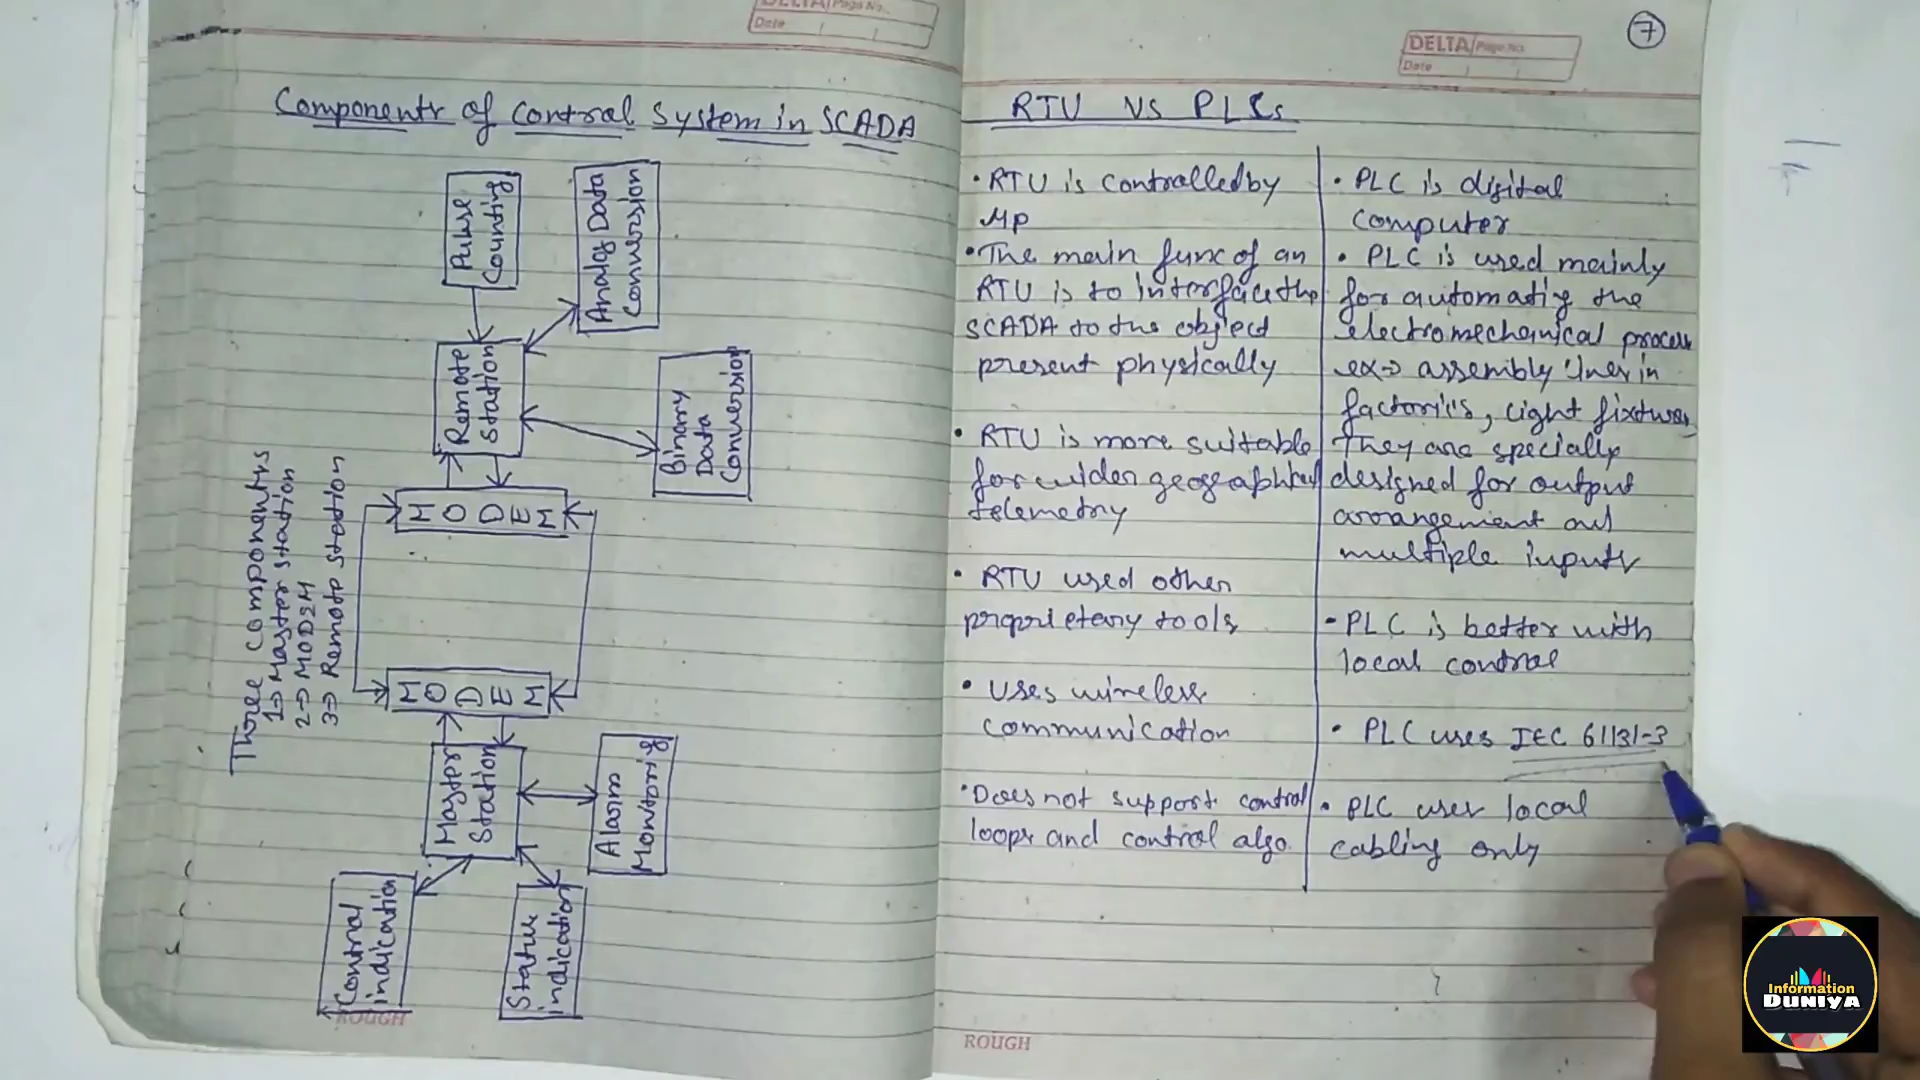 DELTA Page No.
Date
Components of Control System in SCADA
Pulse
Counting
Analog Data
Conversion
Remote
Station
Binary
Data
Conversion
MODEM
Three Components
1→ Master Station
2→ MODEM
3→ Remote Station
MODEM
Master
Station
Alarm
Monitoring
Control
indication
Status
indication
ROUGH
7
DELTA Page No.
Date
RTU VS PLCs
• RTU is controlled by
MP
• The main func of an
RTU is to interface the
SCADA to the object
present physically
• RTU is more suitable
for wider geographical
telemetry
• RTU used other
proprietary tools
• Uses wireless
communication
• Does not support control
loops and control algo.
• PLC is digital
computer
• PLC is used mainly
for automatig the
electromechanical process
ex→ assembly lines in
factories, light fixtures
They are specially
designed for output
arrangement and
multiple inputs
• PLC is better with
local control
• PLC uses IEC 61131-3
• PLC uses local
cabling only
ROUGH
Information
Duniya